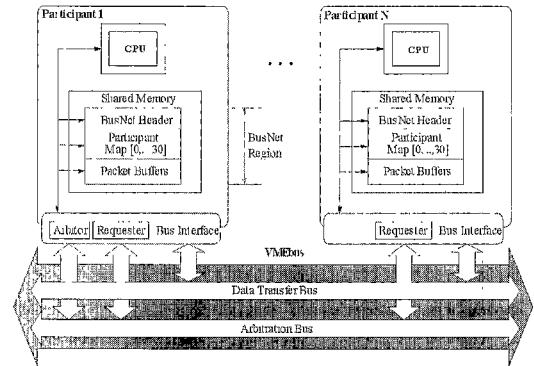 Participant 1
CPU
Shared Memory
BusNet Header
Participant
Map [0, .. 30]
Packet Buffers
BusNet
Region
Arbitor
Requester
Bus Interface
...
Participant N
CPU
Shared Memory
BusNet Header
Participant
Map [0, ..,30]
Packet Buffers
Requester
Bus Interface
VMEbus
Data Transfer Bus
Arbitration Bus